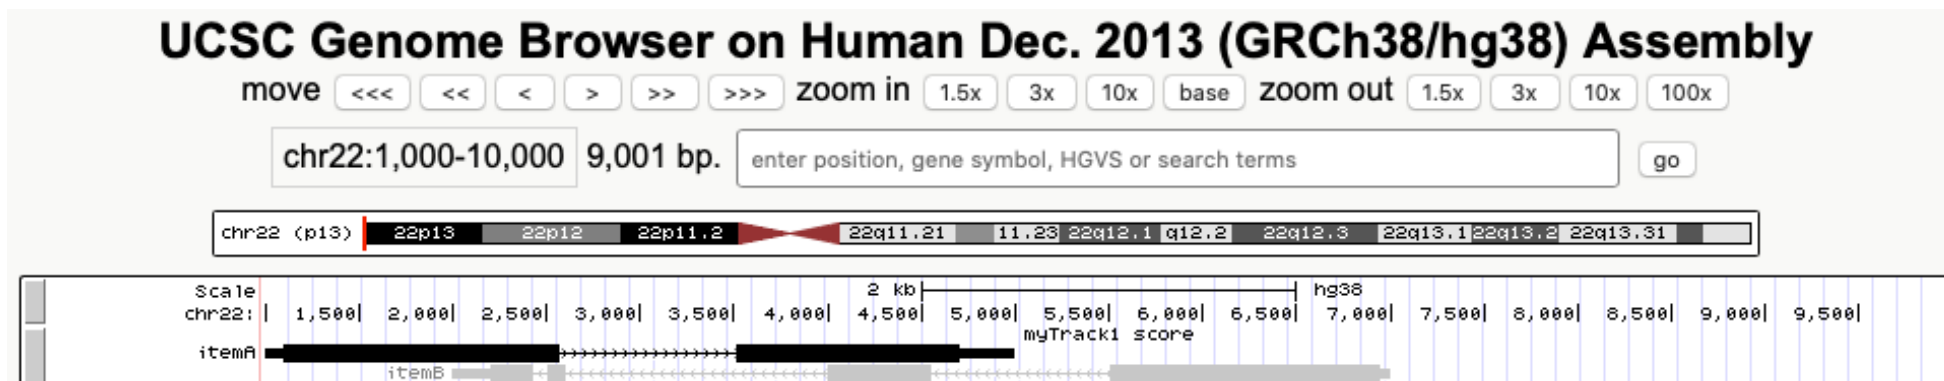 UCSC Genome Browser on Human Dec. 2013 (GRCh38/hg38) Assembly
move <<< << < > >> >>> zoom in 1.5x 3x 10x base zoom out 1.5x 3x 10x 100x
chr22:1,000-10,000 9,001 bp. enter position, gene symbol, HGVS or search terms go
chr22 (p13) 22p13 22p12 22p11.2 22q11.21 11.23 22q12.1 q12.2 22q12.3 22q13.1 22q13.2 22q13.31
Scale 2 kb hg38
chr22: 1,500 2,000 2,500 3,000 3,500 4,000 4,500 5,000 5,500 6,000 6,500 7,000 7,500 8,000 8,500 9,000 9,500
myTrack1 score
itemA
itemB